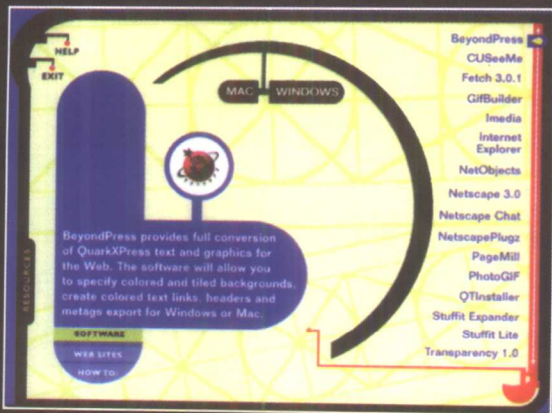 HELP
EXIT
MAC WINDOWS
BeyondPress
CUSeeMe
Fetch 3.0.1
GifBuilder
Imedia
Internet
Explorer
NetObjects
Netscape 3.0
Netscape Chat
NetscapePlugz
PageMill
PhotoGIF
QTInstaller
Stuffit Expander
Stuffit Lite
Transparency 1.0
BeyondPress provides full conversion
of QuarkXPress text and graphics for
the Web. The software will allow you
to specify colored and tiled backgrounds,
create colored text links, headers and
metags export for Windows or Mac.
RESOURCES
SOFTWARE
WEB SITES
HOW TO: